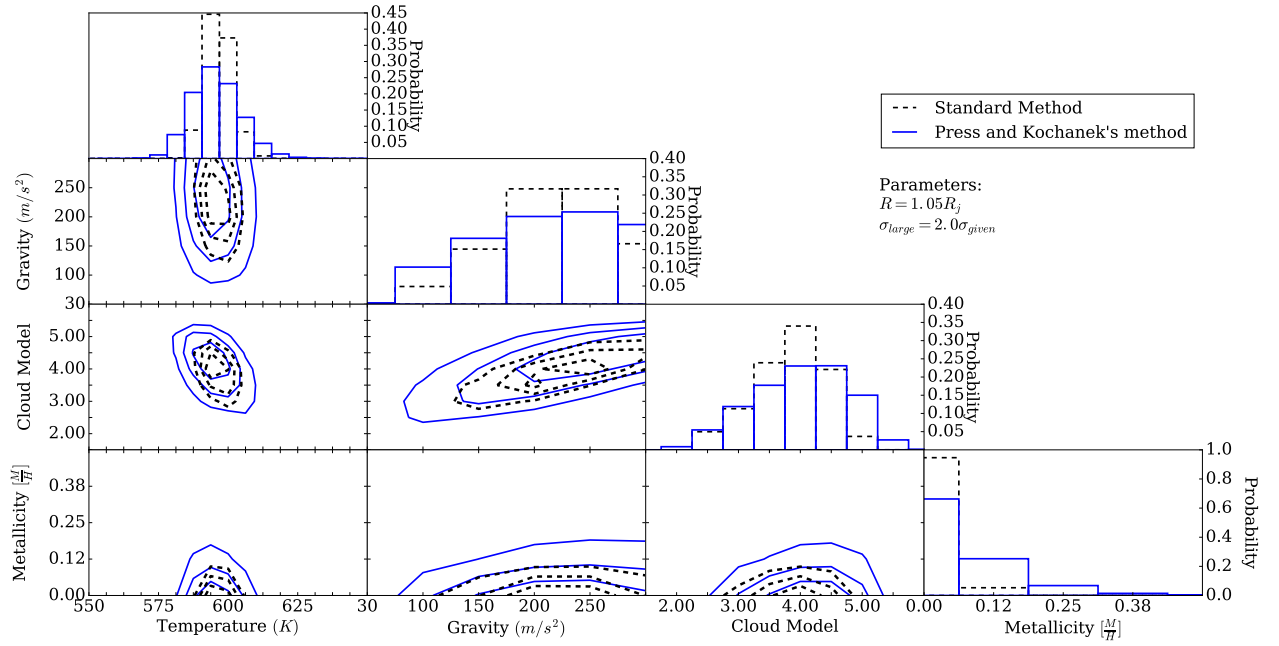 0.45
0.40
0.35
0.30
0.25
0.20
0.15
0.10
0.05
Probability
Standard Method
Press and Kochanek's method
Parameters:
R = 1.05R_j
σ_large = 2.0σ_given
250
200
150
100
30
Gravity (m/s²)
0.40
0.35
0.30
0.25
0.20
0.15
0.10
0.05
Probability
5.00
4.00
3.00
2.00
Cloud Model
0.40
0.35
0.30
0.25
0.20
0.15
0.10
0.05
Probability
0.38
0.25
0.12
0.00
Metallicity [M/H]
1.0
0.8
0.6
0.4
0.2
0.0
Probability
550 575 600 625
Temperature (K)
30 100 150 200 250
Gravity (m/s²)
2.00 3.00 4.00 5.00
Cloud Model
0.00 0.12 0.25 0.38
Metallicity [M/H]